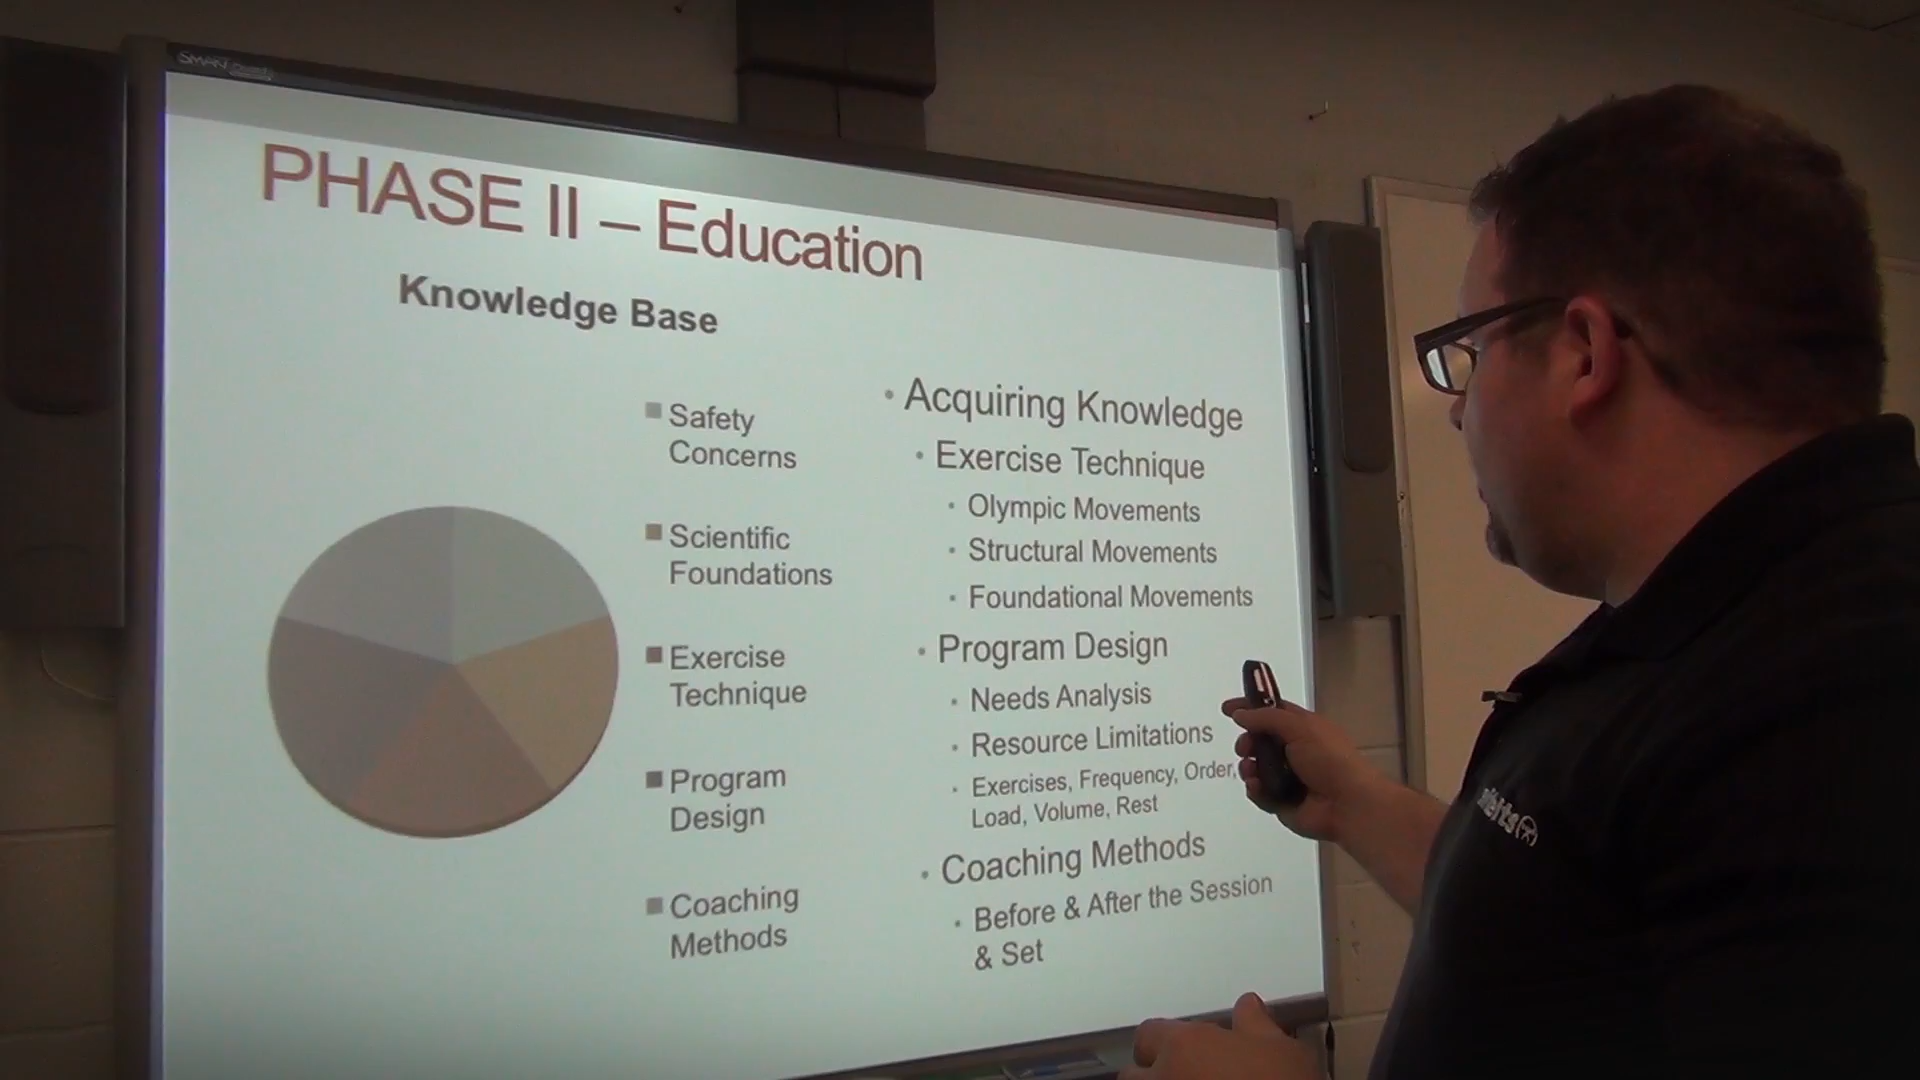 SMART
PHASE II – Education
Knowledge Base
Safety
Concerns
Scientific
Foundations
Exercise
Technique
Program
Design
Coaching
Methods
• Acquiring Knowledge
• Exercise Technique
• Olympic Movements
• Structural Movements
• Foundational Movements
• Program Design
• Needs Analysis
• Resource Limitations
• Exercises, Frequency, Order,
Load, Volume, Rest
• Coaching Methods
• Before & After the Session
& Set